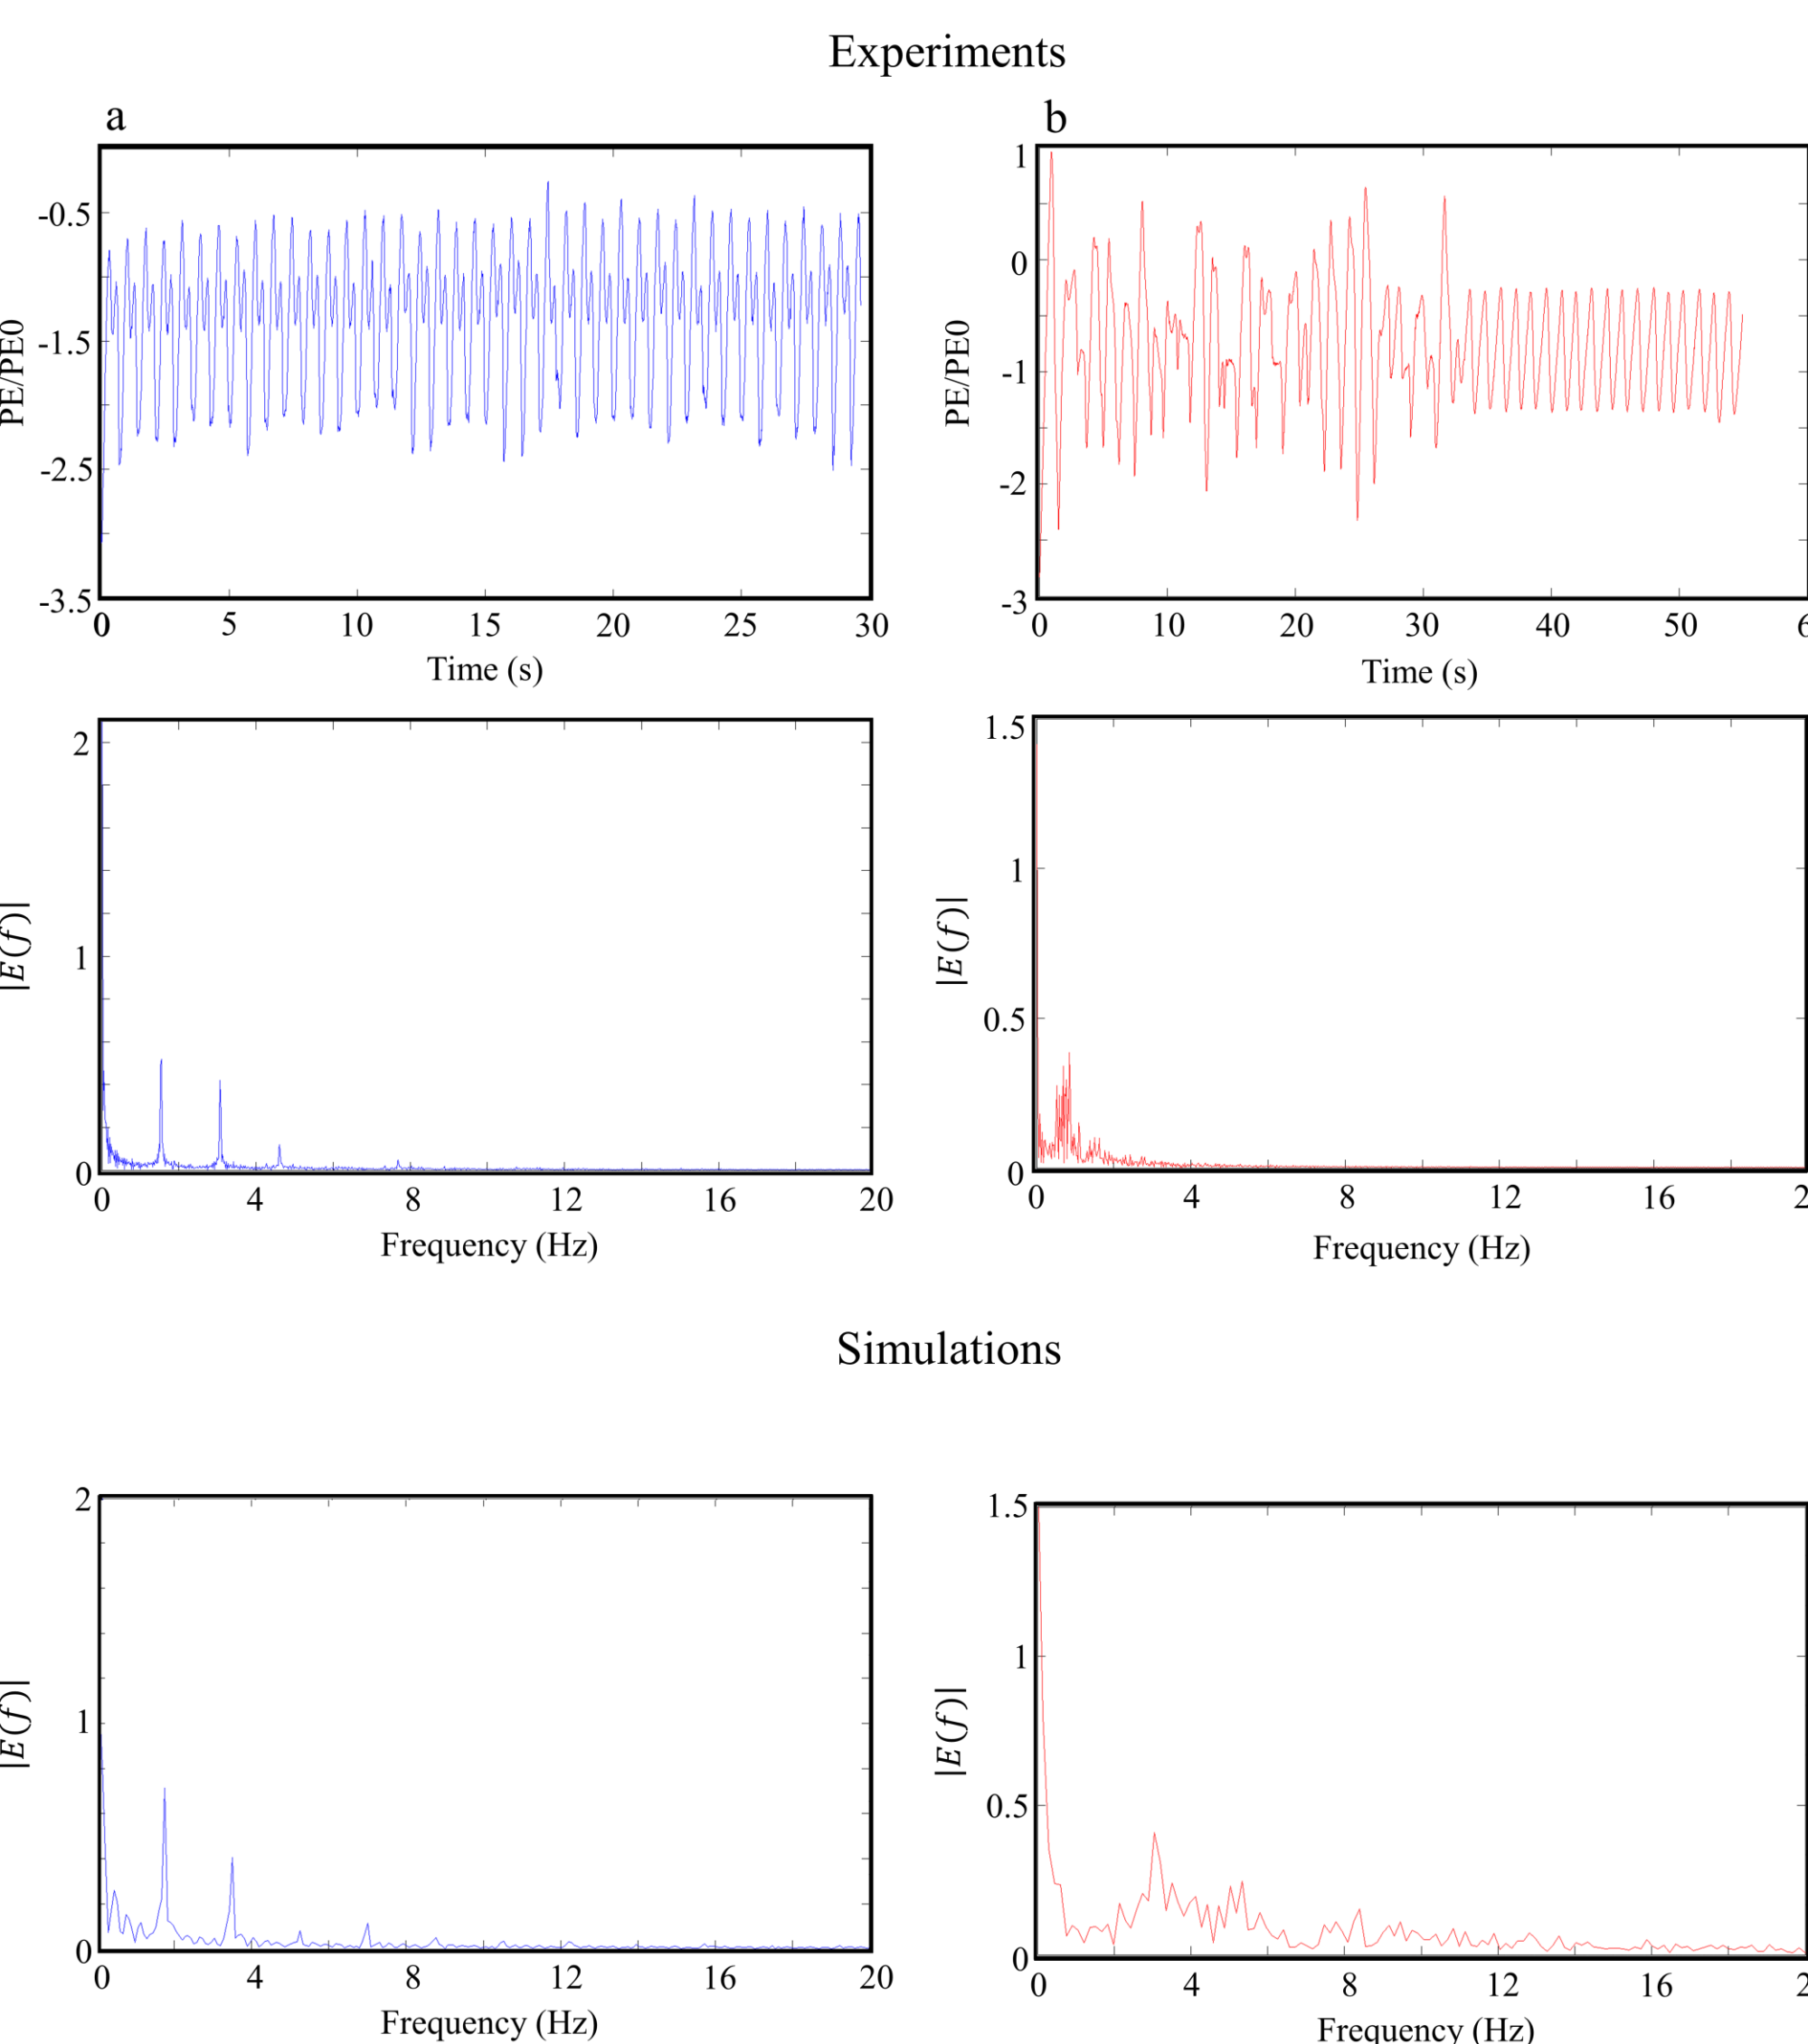 Experiments
a
b
-0.5
-1.5
-2.5
-3.5
PE/PE0
0 5 10 15 20 25 30
Time (s)
1
0
-1
-2
-3
PE/PE0
0 10 20 30 40 50 6
Time (s)
2
1
0
|E(f)|
0 4 8 12 16 20
Frequency (Hz)
1.5
1
0.5
0
|E(f)|
0 4 8 12 16 2
Frequency (Hz)
Simulations
2
1
0
|E(f)|
0 4 8 12 16 20
Frequency (Hz)
1.5
1
0.5
0
|E(f)|
0 4 8 12 16 2
Frequency (Hz)